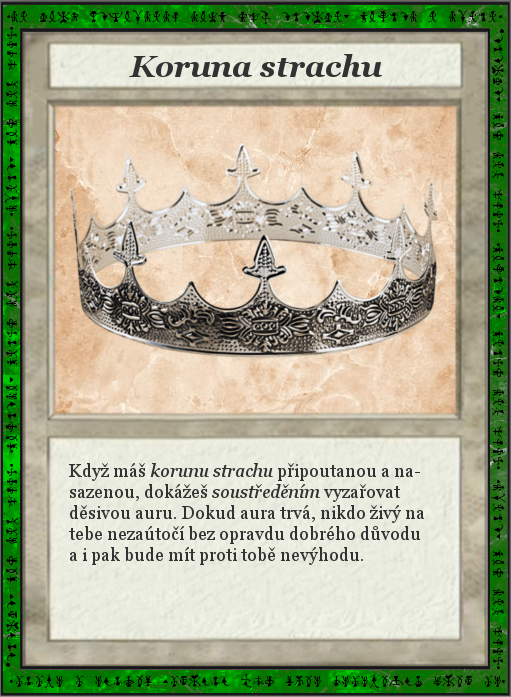 Koruna strachu
Když máš korunu strachu připoutanou a na-
sazenou, dokážeš soustředěním vyzařovat
děsivou auru. Dokud aura trvá, nikdo živý na
tebe nezaútočí bez opravdu dobrého důvodu
a i pak bude mít proti tobě nevýhodu.